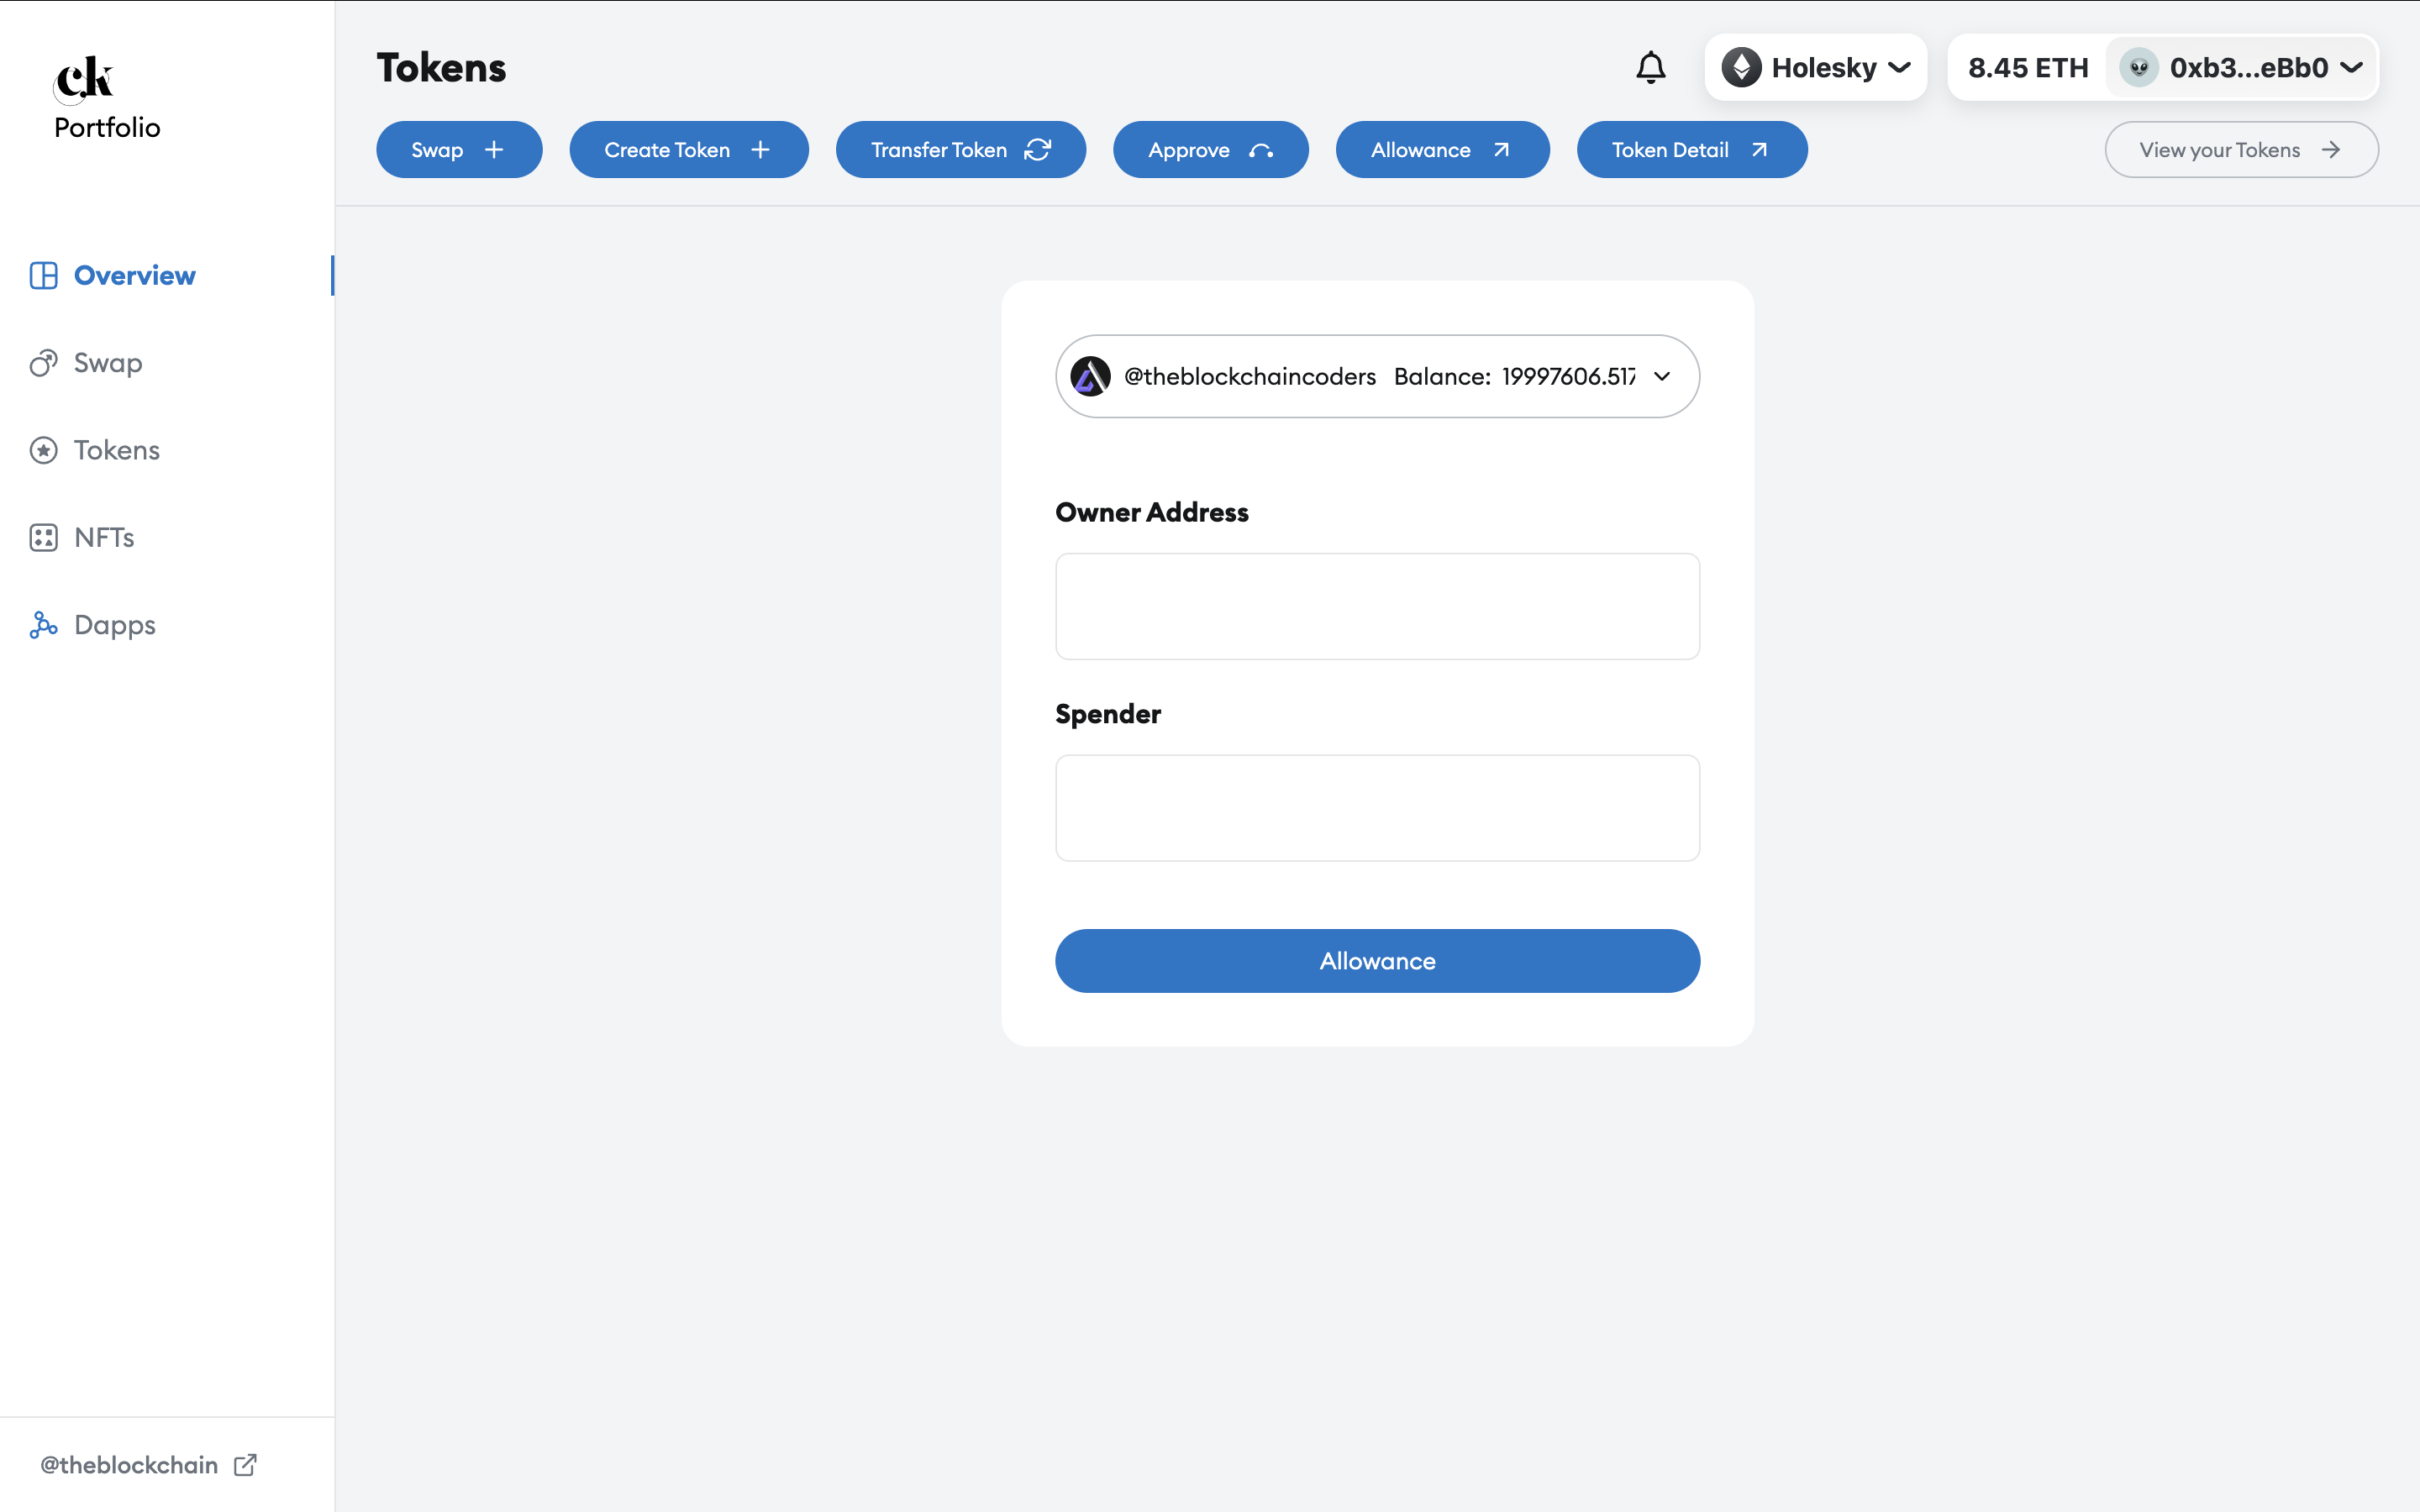 ck
Portfolio
Overview
Swap
Tokens
NFTs
Dapps
@theblockchain
Tokens
Holesky
8.45 ETH
0xb3...eBb0
Swap
Create Token
Transfer Token
Approve
Allowance
Token Detail
View your Tokens
@theblockchaincoders Balance: 19997606.517
Owner Address
Spender
Allowance